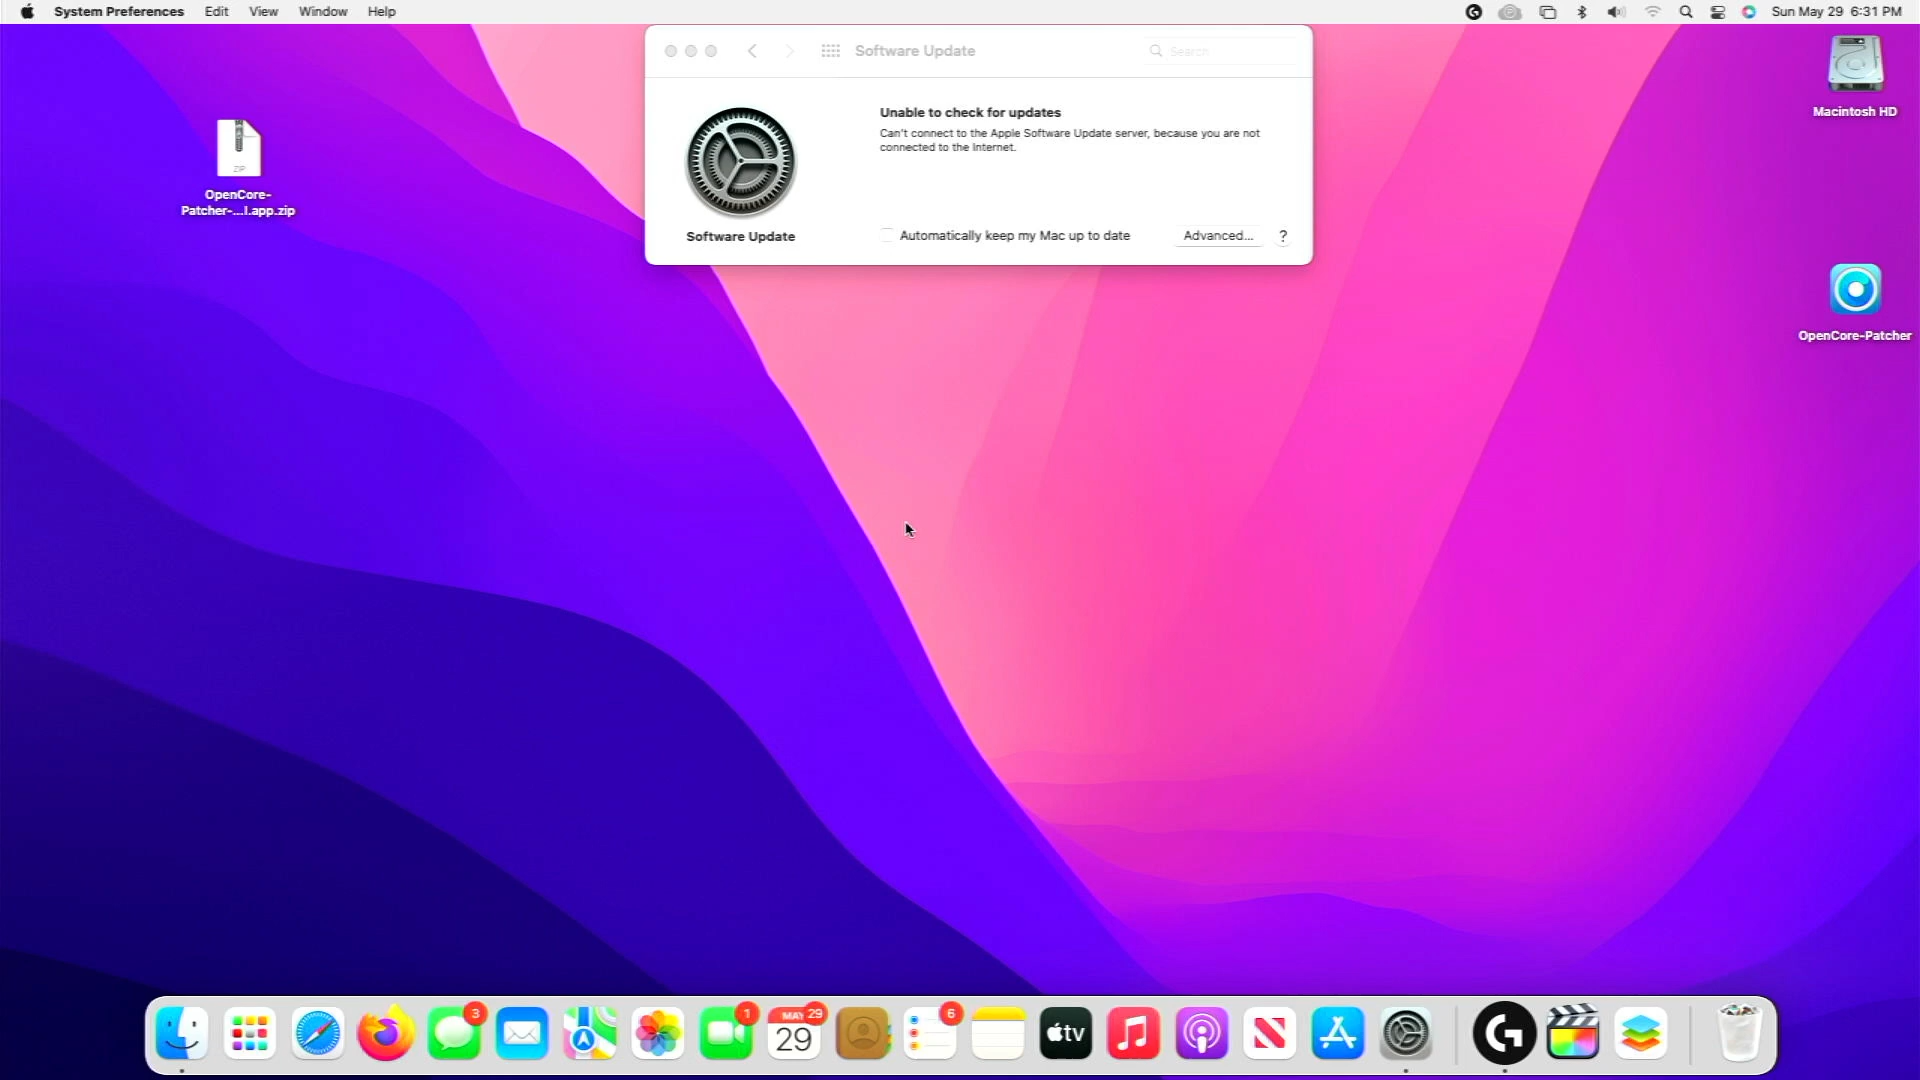 System Preferences Edit View Window Help Sun May 29 6:31 PM
Software Update Search
Unable to check for updates
Can't connect to the Apple Software Update server, because you are not
connected to the Internet.
Software Update
Automatically keep my Mac up to date Advanced... ?
Macintosh HD
ZIP
OpenCore-
Patcher-...l.app.zip
OpenCore-Patcher
3
1
MAY 29
29
6
tv